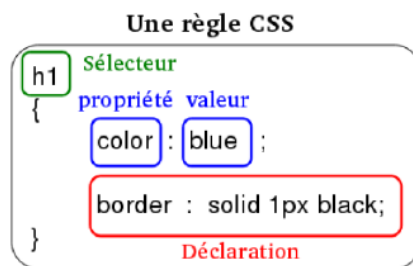 Une règle CSS
h1 Sélecteur
{ propriété valeur
color : blue ;
border : solid 1px black;
}
Déclaration